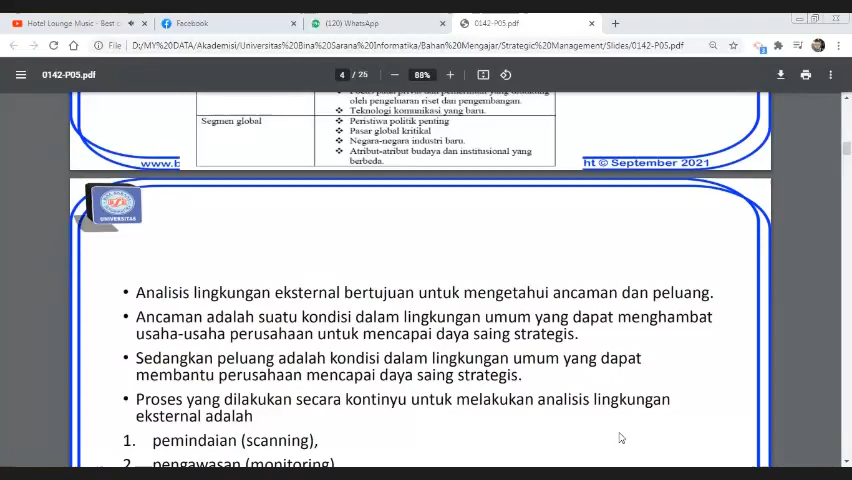 Hotel Lounge Music - Best c
Facebook
(120) WhatsApp
0142-P05.pdf
File
D:/MY%20DATA/Akademisi/Universitas%20Bina%20Sarana%20Informatika/Bahan%20Mengajar/Strategic%20Management/Slides/0142-P05.pdf
0142-P05.pdf
4 / 25
88%
oleh pengeluaran riset dan pengembangan.
Teknologi komunikasi yang baru.
Segmen global
Peristiwa politik penting
Pasar global kritikal
Negara-negara industri baru.
Atribut-atribut budaya dan institusional yang
berbeda.
www.b
ht © September 2021
UNIVERSITAS
• Analisis lingkungan eksternal bertujuan untuk mengetahui ancaman dan peluang.
• Ancaman adalah suatu kondisi dalam lingkungan umum yang dapat menghambat
usaha-usaha perusahaan untuk mencapai daya saing strategis.
• Sedangkan peluang adalah kondisi dalam lingkungan umum yang dapat
membantu perusahaan mencapai daya saing strategis.
• Proses yang dilakukan secara kontinyu untuk melakukan analisis lingkungan
eksternal adalah
1. pemindaian (scanning),
2. pengawasan (monitoring)